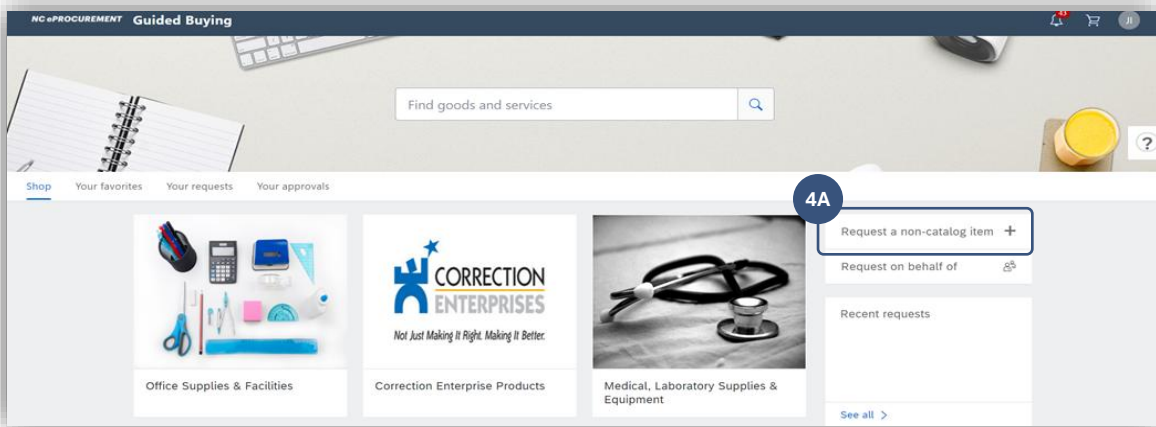 NC ePROCUREMENT Guided Buying
JI
Find goods and services
?
Shop Your favorites Your requests Your approvals
4A
Request a non-catalog item +
Request on behalf of
Recent requests
CORRECTION
ENTERPRISES
Not Just Making It Right. Making It Better.
Office Supplies & Facilities
Correction Enterprise Products
Medical, Laboratory Supplies &
Equipment
See all >